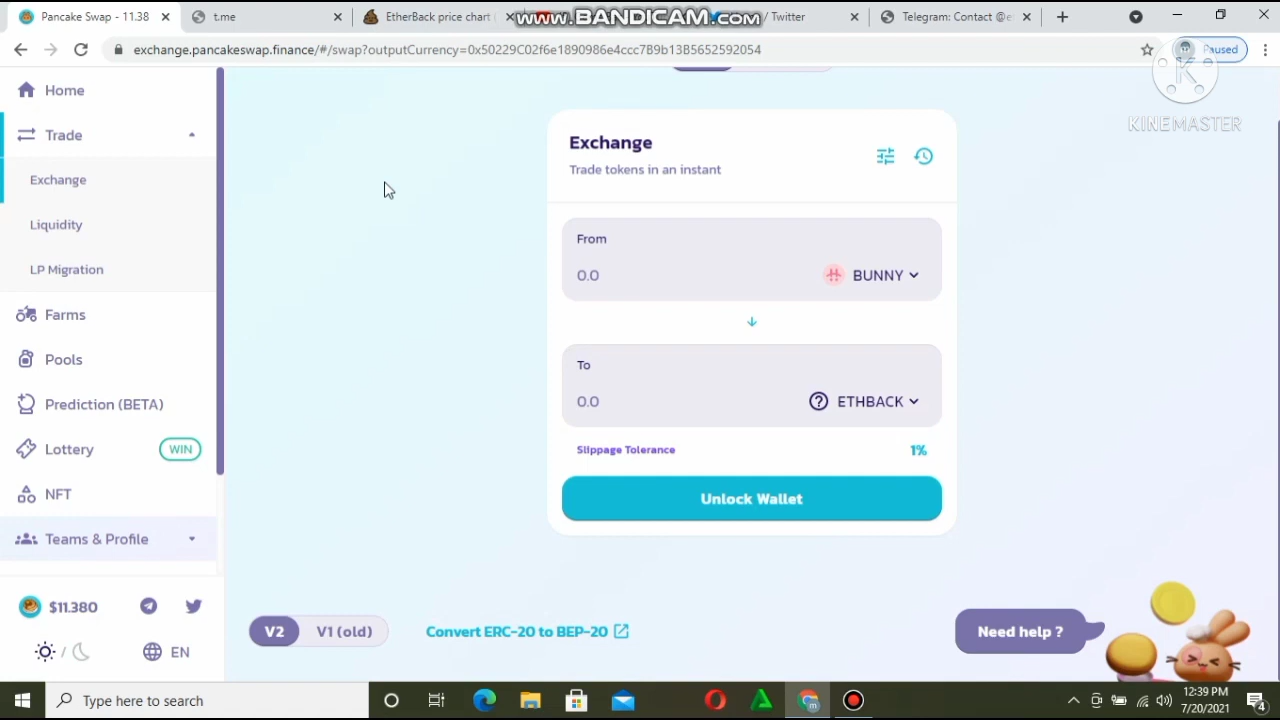 Pancake Swap - 11.38
t.me
EtherBack price chart
www.BANDICAM.com
/ Twitter
Telegram: Contact @e
exchange.pancakeswap.finance/#/swap?outputCurrency=0x50229C02f6e1890986e4ccc7B9b13B5652592054
Paused
KINEMASTER
Home
Trade
Exchange
Liquidity
LP Migration
Farms
Pools
Prediction (BETA)
Lottery
WIN
NFT
Teams & Profile
$11.380
EN
Exchange
Trade tokens in an instant
From
0.0
BUNNY
To
0.0
ETHBACK
Slippage Tolerance
1%
Unlock Wallet
V2
V1 (old)
Convert ERC-20 to BEP-20
Need help ?
Type here to search
12:39 PM
7/20/2021
4